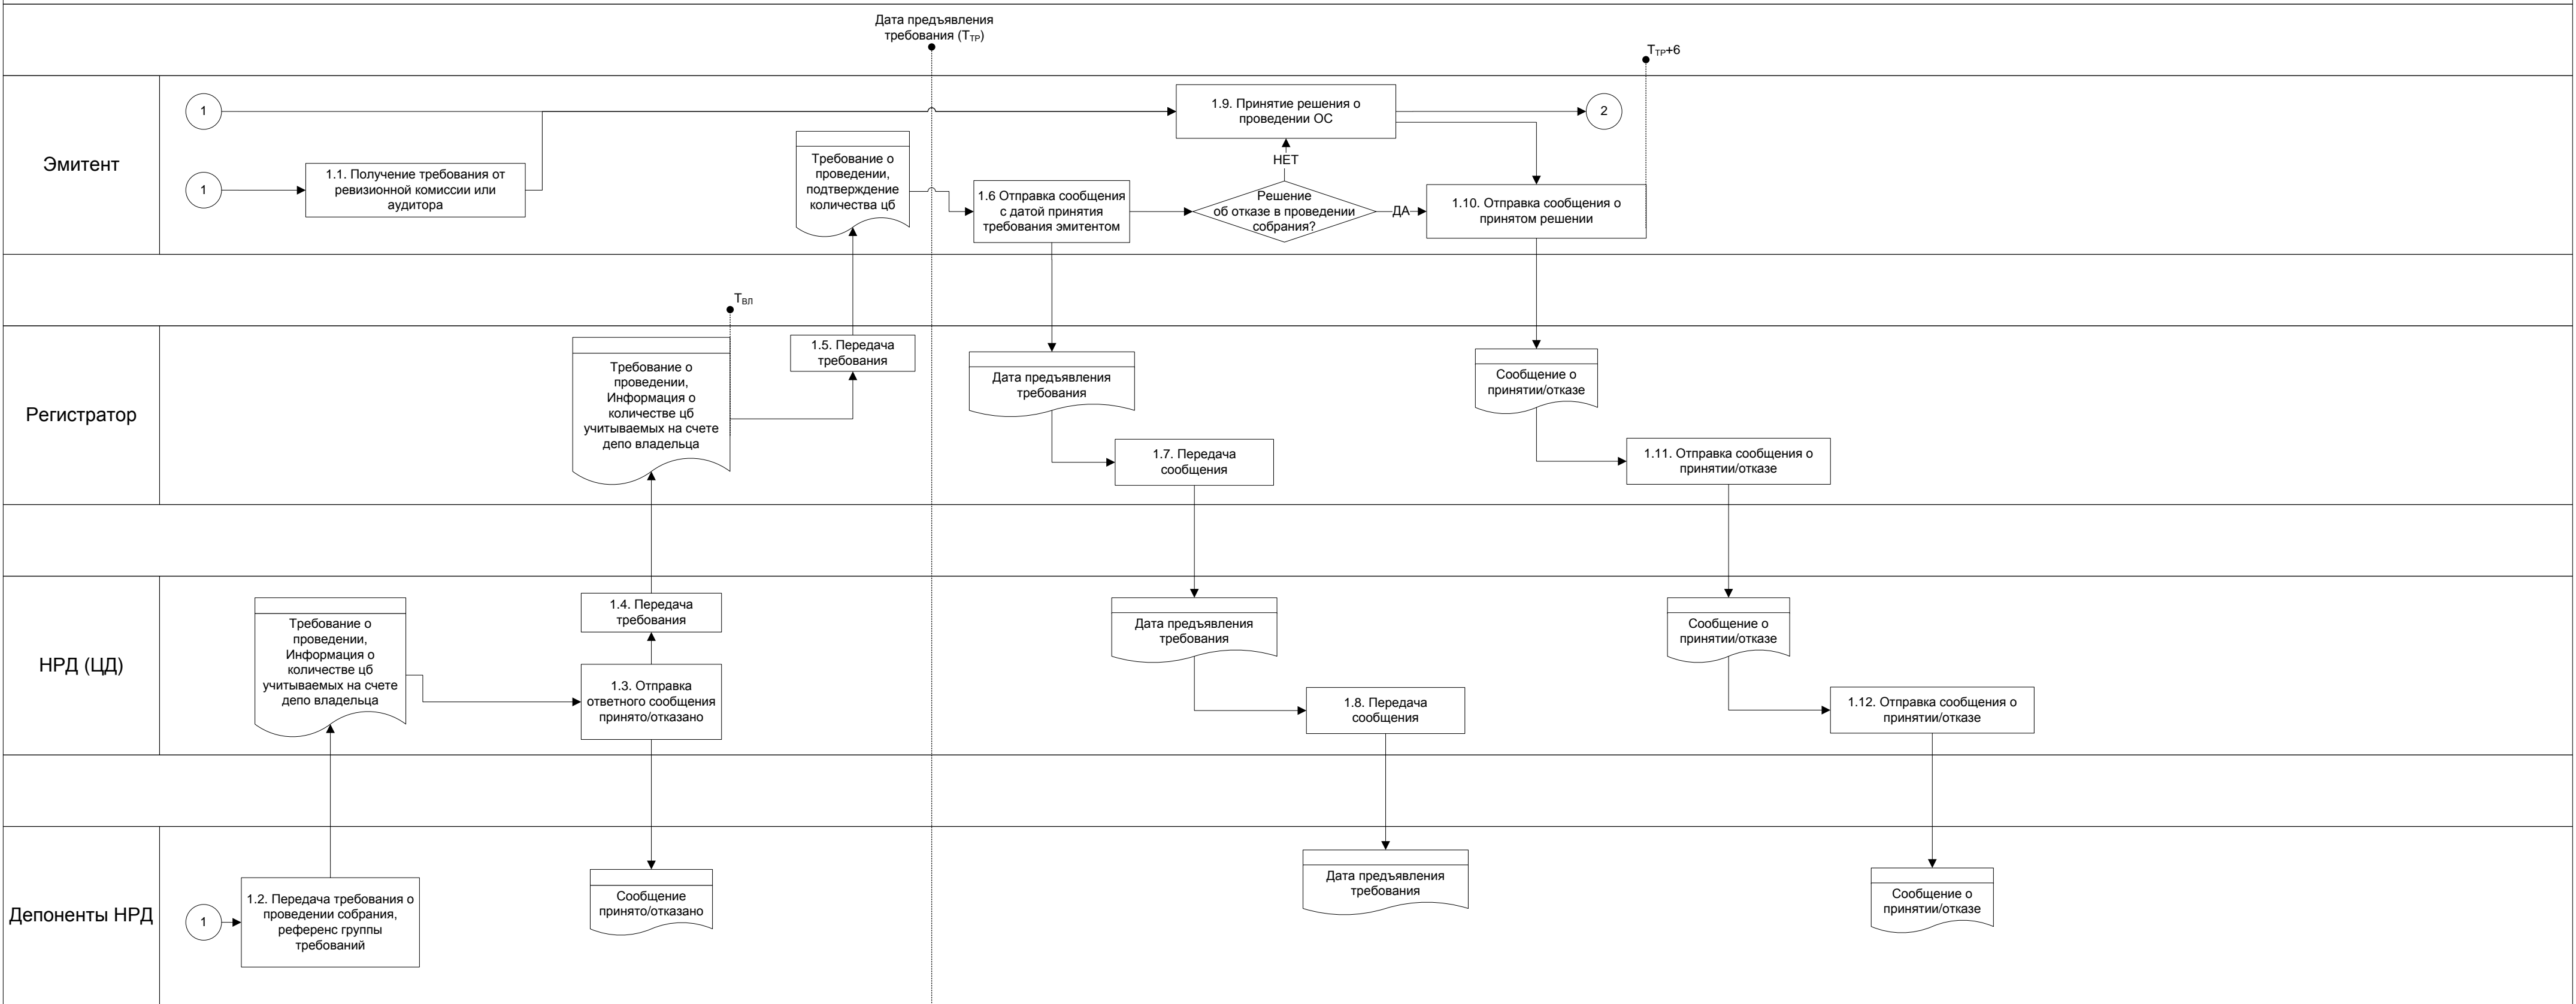 Дата предъявления
требования (Tтр)
Tтр+6
Эмитент
1
1.9. Принятие решения о
проведении ОС
2
НЕТ
1
1.1. Получение требования от
ревизионной комиссии или
аудитора
Требование о
проведении,
подтверждение
количества цб
1.6 Отправка сообщения
с датой принятия
требования эмитентом
Решение
об отказе в проведении
собрания?
ДА
1.10. Отправка сообщения о
принятом решении
Tвл
Регистратор
Требование о
проведении,
Информация о
количестве цб
учитываемых на счете
депо владельца
1.5. Передача
требования
Дата предъявления
требования
Сообщение о
принятии/отказе
1.7. Передача
сообщения
1.11. Отправка сообщения о
принятии/отказе
НРД (ЦД)
Требование о
проведении,
Информация о
количестве цб
учитываемых на счете
депо владельца
1.4. Передача
требования
1.3. Отправка
ответного сообщения
принято/отказано
Дата предъявления
требования
Сообщение о
принятии/отказе
1.8. Передача
сообщения
1.12. Отправка сообщения о
принятии/отказе
Депоненты НРД
1
1.2. Передача требования о
проведении собрания,
референс группы
требований
Сообщение
принято/отказано
Дата предъявления
требования
Сообщение о
принятии/отказе